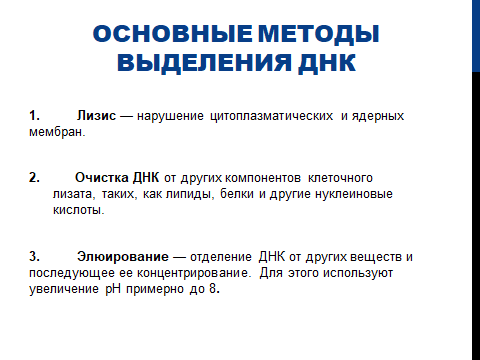 ОСНОВНЫЕ МЕТОДЫ
ВЫДЕЛЕНИЯ ДНК
1. Лизис — нарушение цитоплазматических и ядерных
мембран.
2. Очистка ДНК от других компонентов клеточного
лизата, таких, как липиды, белки и другие нуклеиновые
кислоты.
3. Элюирование — отделение ДНК от других веществ и
последующее ее концентрирование. Для этого используют
увеличение pH примерно до 8.